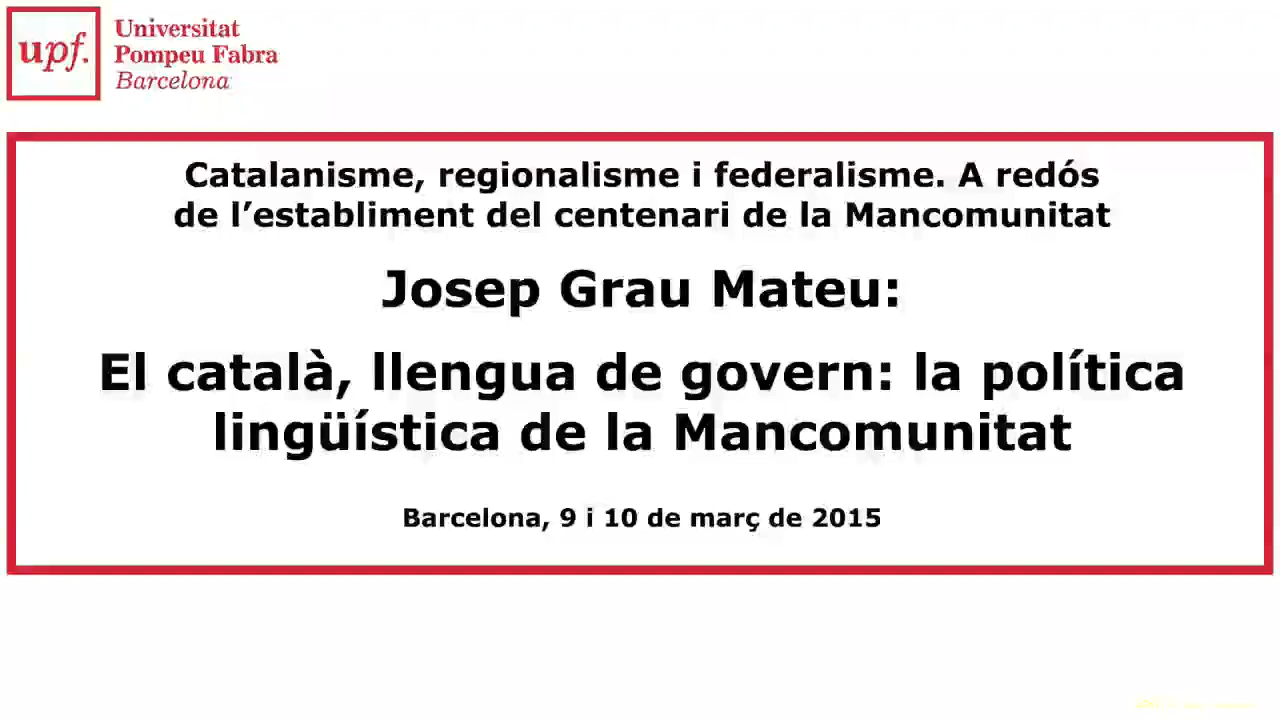 upf.
Universitat
Pompeu Fabra
Barcelona
Catalanisme, regionalisme i federalisme. A redós
de l’establiment del centenari de la Mancomunitat
Josep Grau Mateu:
El català, llengua de govern: la política
lingüística de la Mancomunitat
Barcelona, 9 i 10 de març de 2015